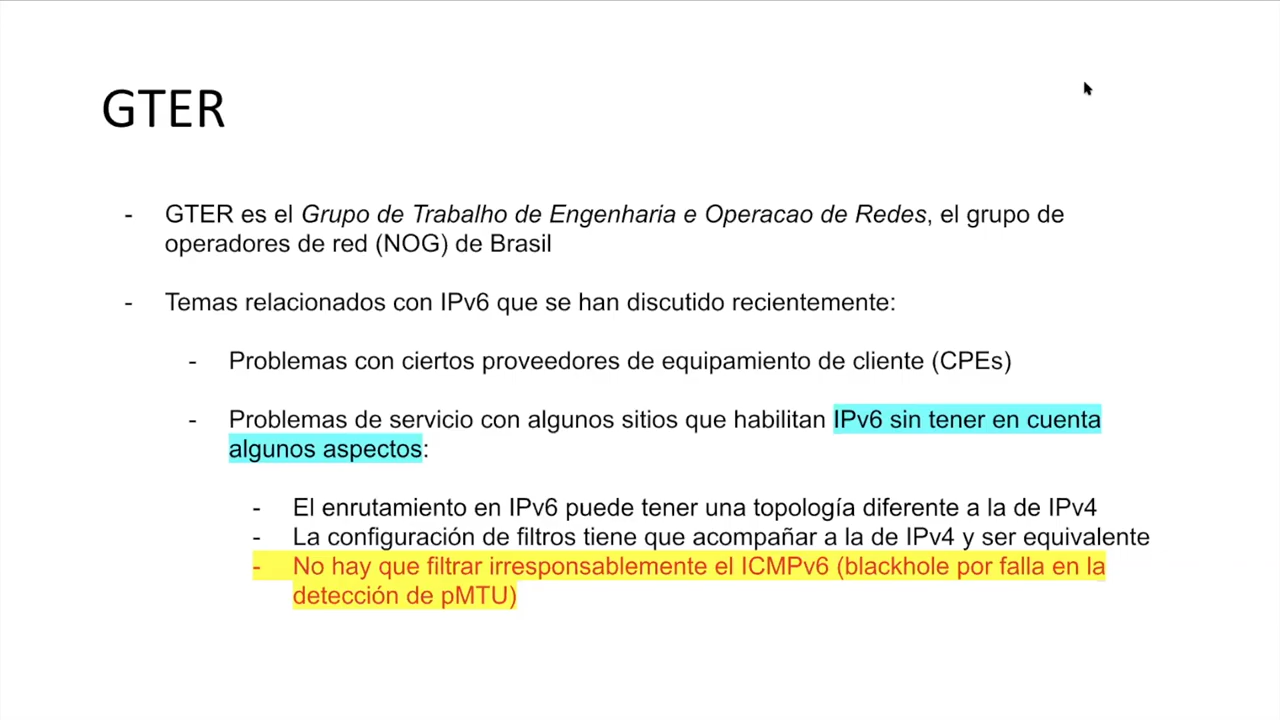 GTER
- GTER es el Grupo de Trabalho de Engenharia e Operacao de Redes, el grupo de
operadores de red (NOG) de Brasil
- Temas relacionados con IPv6 que se han discutido recientemente:
- Problemas con ciertos proveedores de equipamiento de cliente (CPEs)
- Problemas de servicio con algunos sitios que habilitan IPv6 sin tener en cuenta
algunos aspectos:
- El enrutamiento en IPv6 puede tener una topología diferente a la de IPv4
- La configuración de filtros tiene que acompañar a la de IPv4 y ser equivalente
- No hay que filtrar irresponsablemente el ICMPv6 (blackhole por falla en la
detección de pMTU)